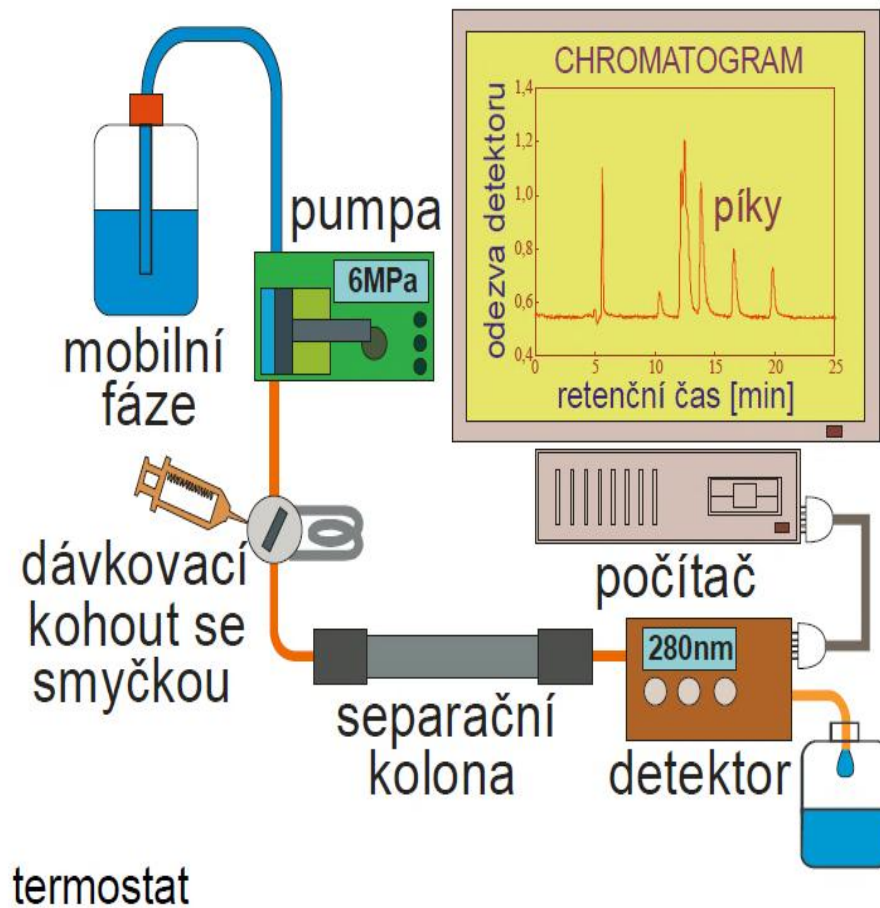 CHROMATOGRAM
odezva detektoru
1,4
1,2
1,0
0,8
0,6
0,4
píky
0
5
10
15
20
25
retenční čas [min]
pumpa
6MPa
mobilní
fáze
dávkovací
kohout se
smyčkou
počítač
280nm
separační
kolona
detektor
termostat